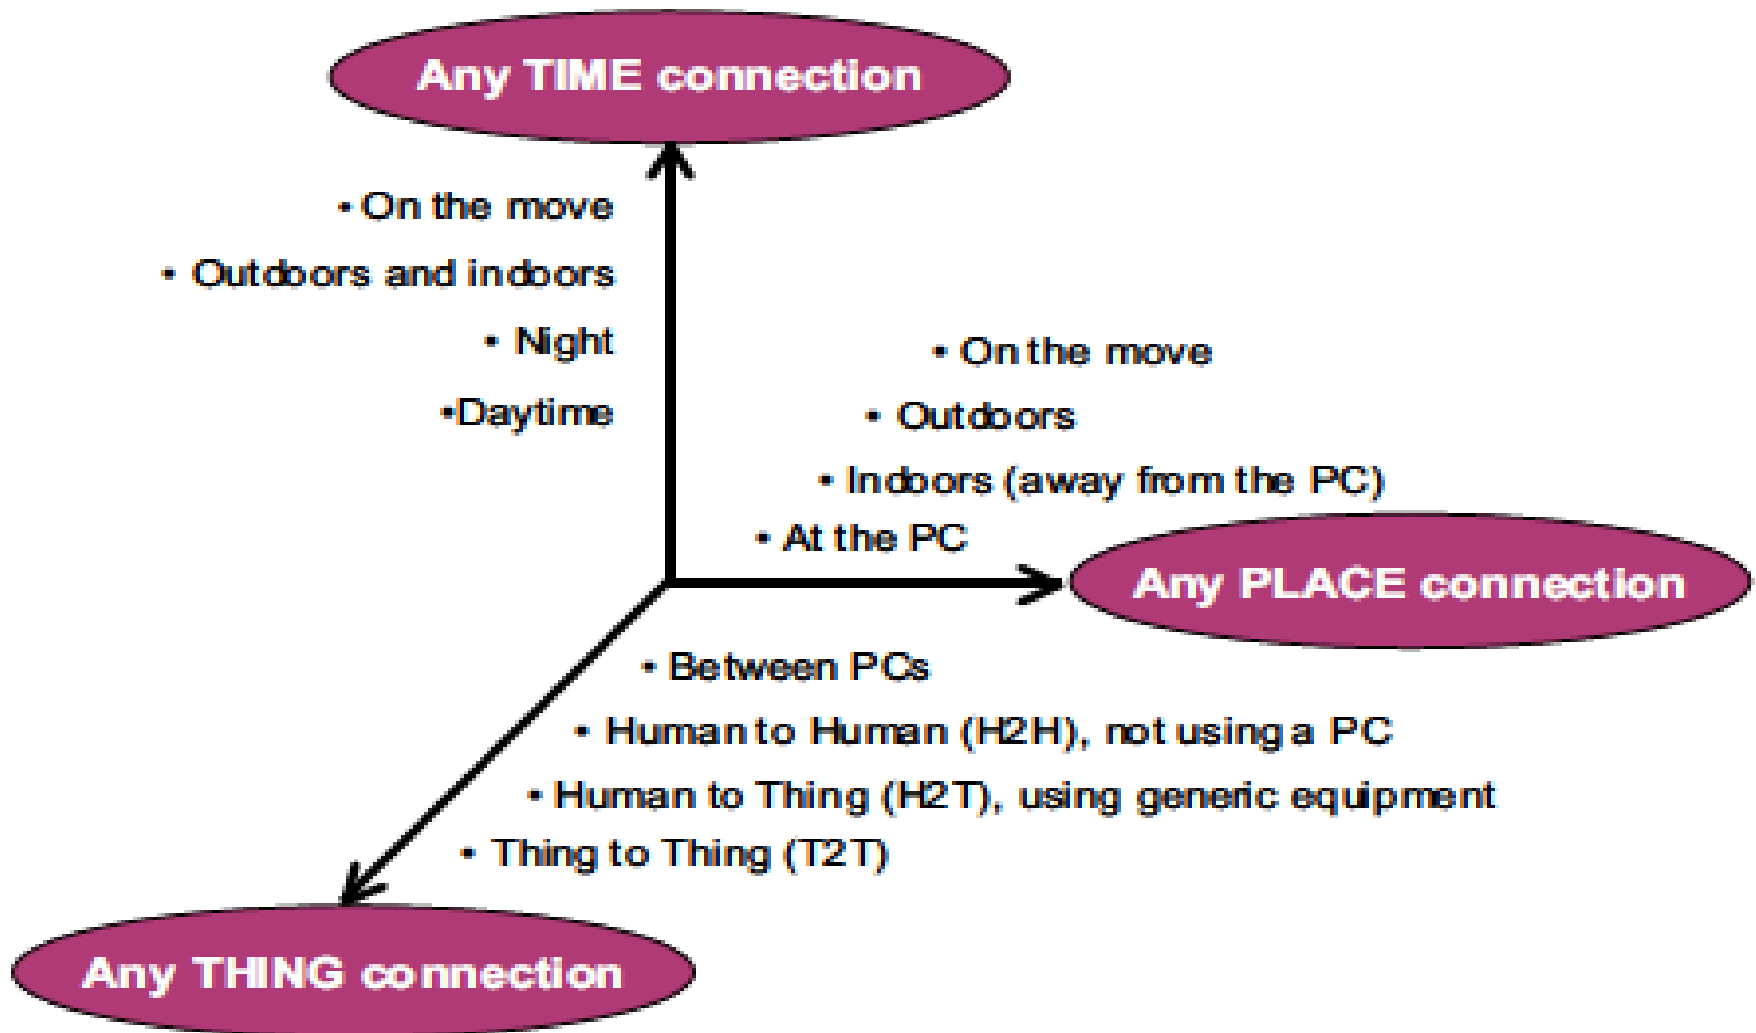 Any TIME connection
• On the move
• Outdoors and indoors
• Night
•Daytime
• On the move
• Outdoors
• Indoors (away from the PC)
• At the PC
Any PLACE connection
• Between PCs
• Human to Human (H2H), not using a PC
• Human to Thing (H2T), using generic equipment
• Thing to Thing (T2T)
Any THING connection